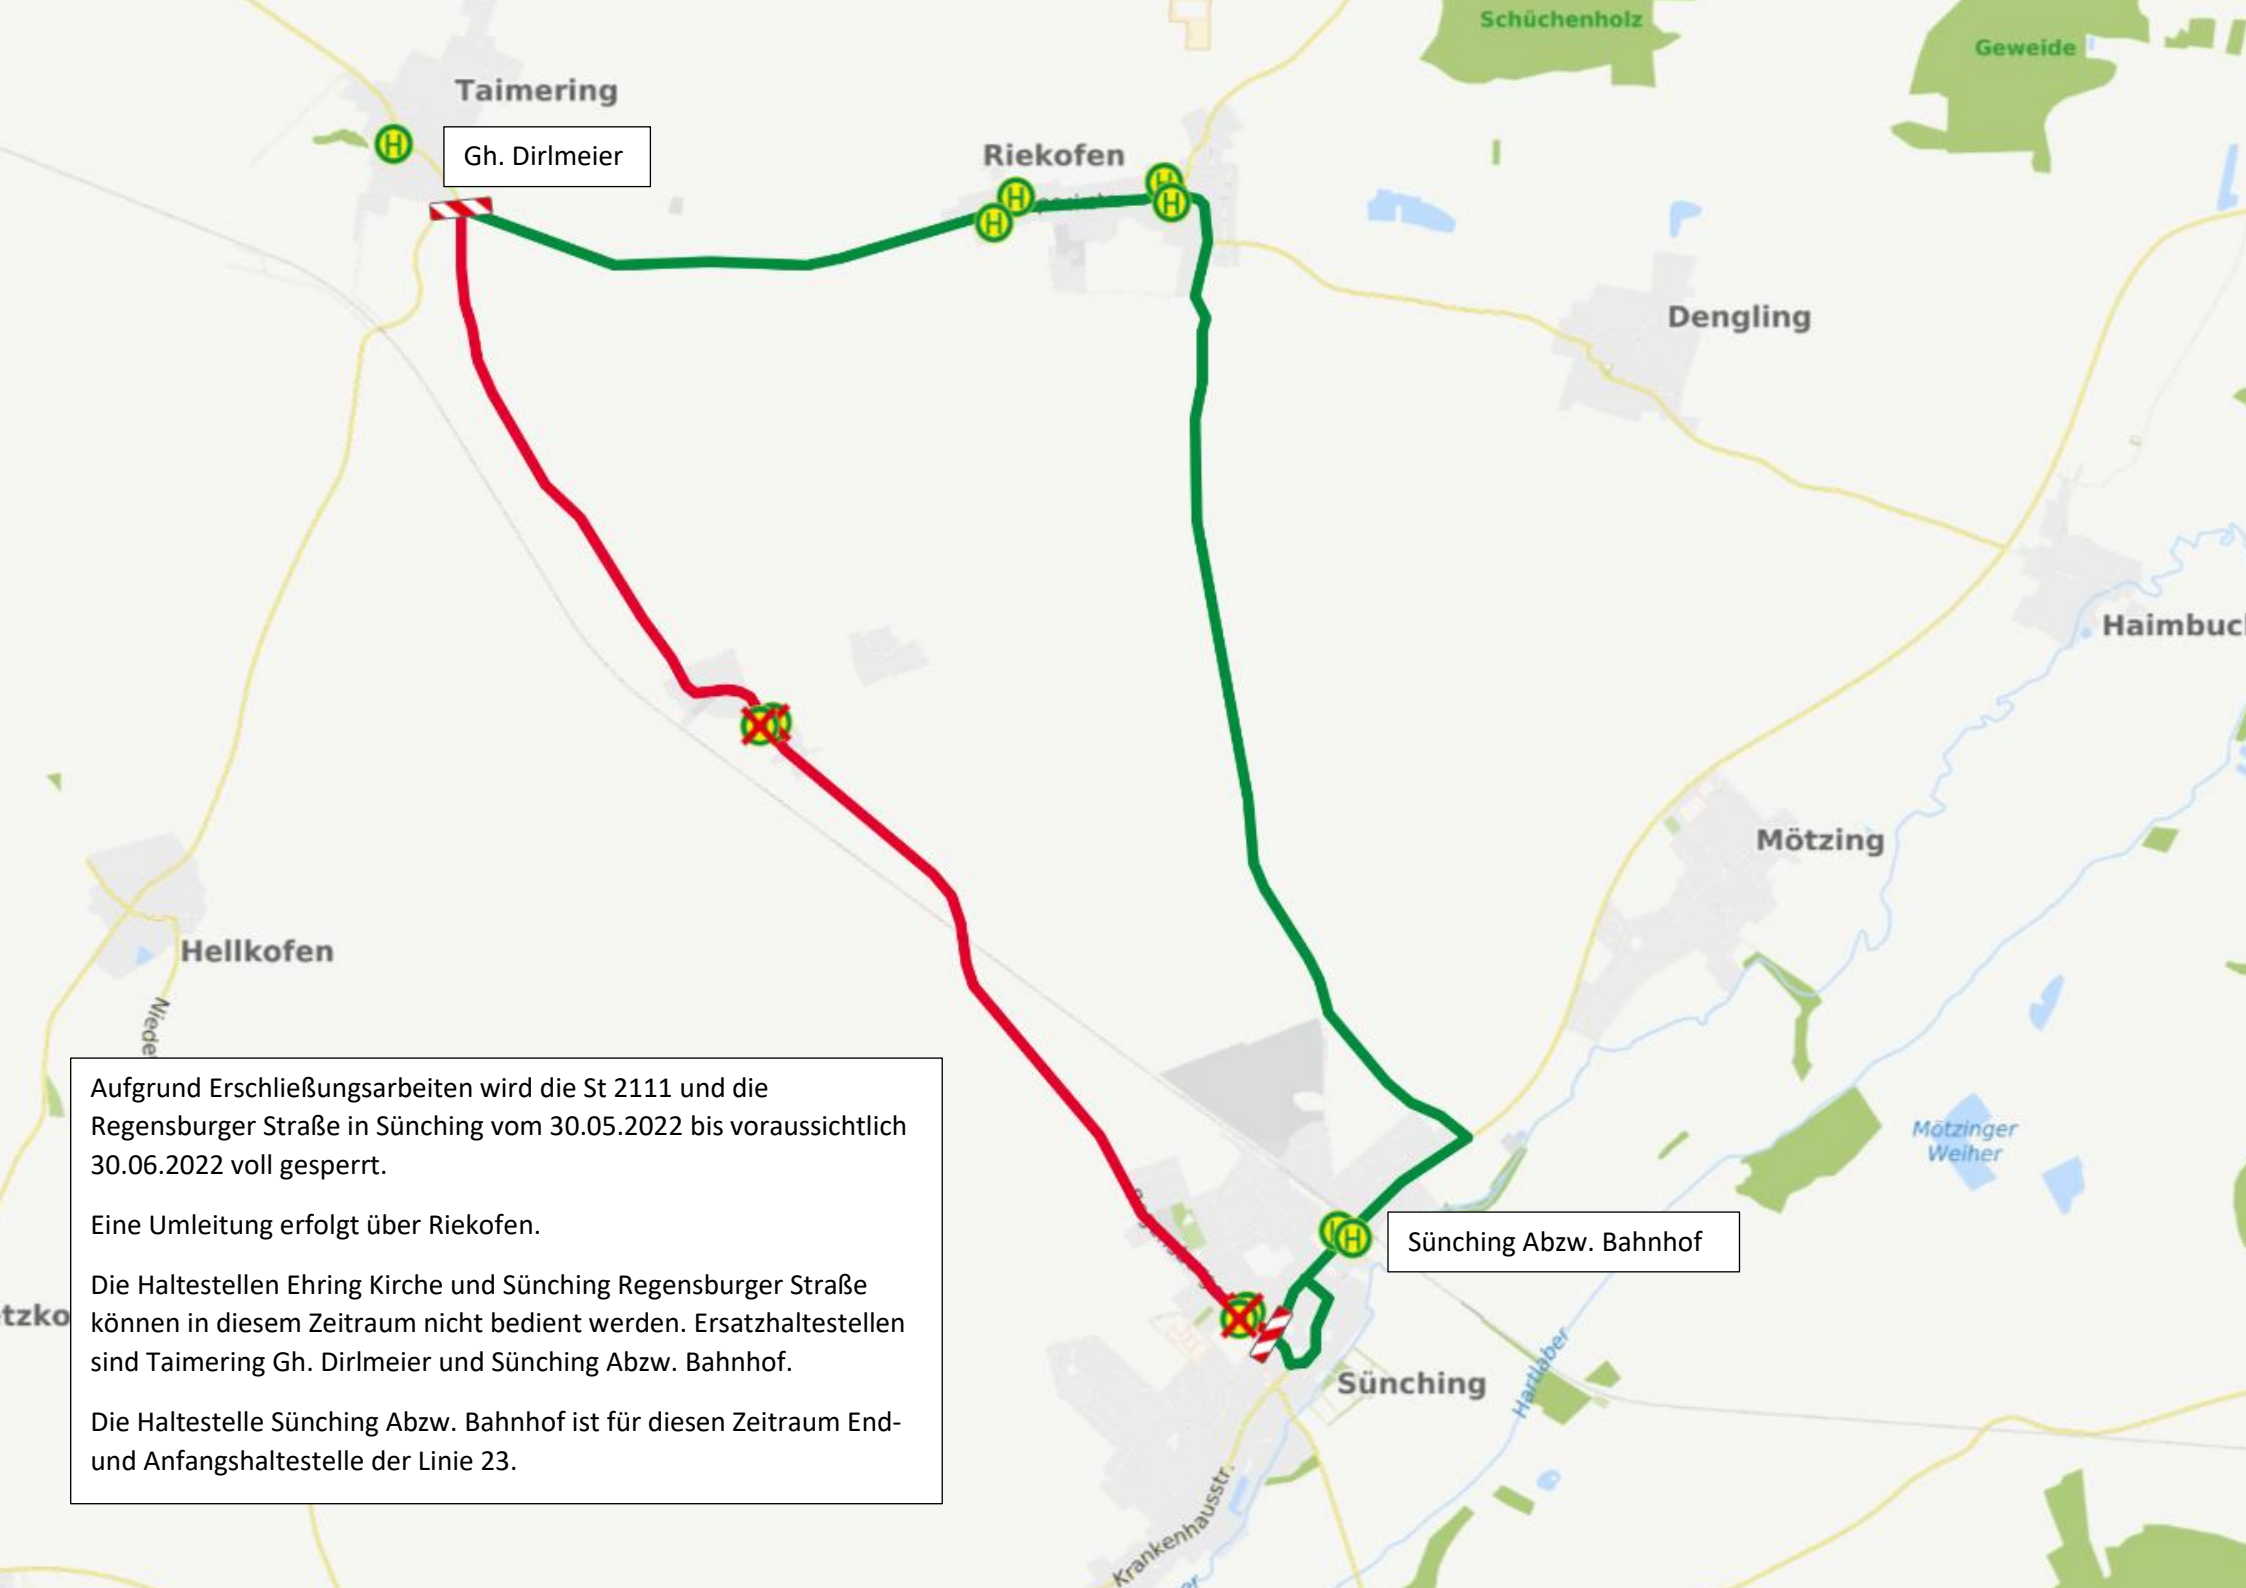 Schüchenholz
Geweide
Taimering
Gh. Dirlmeier
Riekofen
Dengling
Haimbuc
Mötzing
Hellkofen
Niede
Aufgrund Erschließungsarbeiten wird die St 2111 und die
Regensburger Straße in Sünching vom 30.05.2022 bis voraussichtlich
30.06.2022 voll gesperrt.
Eine Umleitung erfolgt über Riekofen.
Die Haltestellen Ehring Kirche und Sünching Regensburger Straße
können in diesem Zeitraum nicht bedient werden. Ersatzhaltestellen
sind Taimering Gh. Dirlmeier und Sünching Abzw. Bahnhof.
Die Haltestelle Sünching Abzw. Bahnhof ist für diesen Zeitraum End-
und Anfangshaltestelle der Linie 23.
tzko
Mötzinger
Weiher
Sünching Abzw. Bahnhof
Hartlaber
Sünching
Krankenhausstr.
H
H
H
H
H
H
H